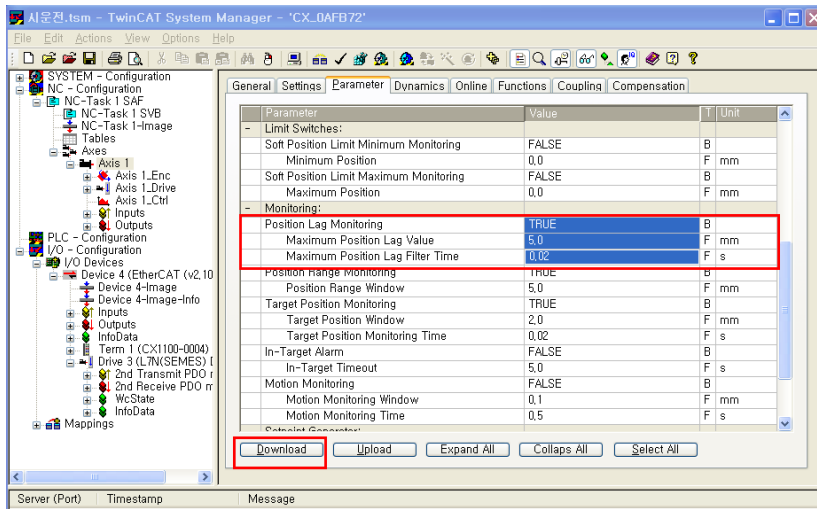 시운전.tsm - TwinCAT System Manager - 'CX_0AFB72'
File Edit Actions View Options Help
SYSTEM - Configuration
NC - Configuration
NC-Task 1 SAF
NC-Task 1 SVB
NC-Task 1-Image
Tables
Axes
Axis 1
Axis 1_Enc
Axis 1_Drive
Axis 1_Ctrl
Inputs
Outputs
PLC - Configuration
I/O - Configuration
I/O Devices
Device 4 (EtherCAT (v2,10
Device 4-Image
Device 4-Image-Info
Inputs
Outputs
InfoData
Term 1 (CX1100-0004)
Drive 3 (L7N(SEMES) [
2nd Transmit PDO r
2nd Receive PDO m
WcState
InfoData
Mappings
General Settings Parameter Dynamics Online Functions Coupling Compensation
Parameter Value T Unit
- Limit Switches:
Soft Position Limit Minimum Monitoring FALSE B
Minimum Position 0,0 F mm
Soft Position Limit Maximum Monitoring FALSE B
Maximum Position 0,0 F mm
- Monitoring:
Position Lag Monitoring TRUE B
Maximum Position Lag Value 5,0 F mm
Maximum Position Lag Filter Time 0,02 F s
Position Range Monitoring TRUE B
Position Range Window 5,0 F mm
Target Position Monitoring TRUE B
Target Position Window 2,0 F mm
Target Position Monitoring Time 0,02 F s
In-Target Alarm FALSE B
In-Target Timeout 5,0 F s
Motion Monitoring FALSE B
Motion Monitoring Window 0,1 F mm
Motion Monitoring Time 0,5 F s
Setpoint Generator:
Download Upload Expand All Collaps All Select All
Server (Port) Timestamp Message